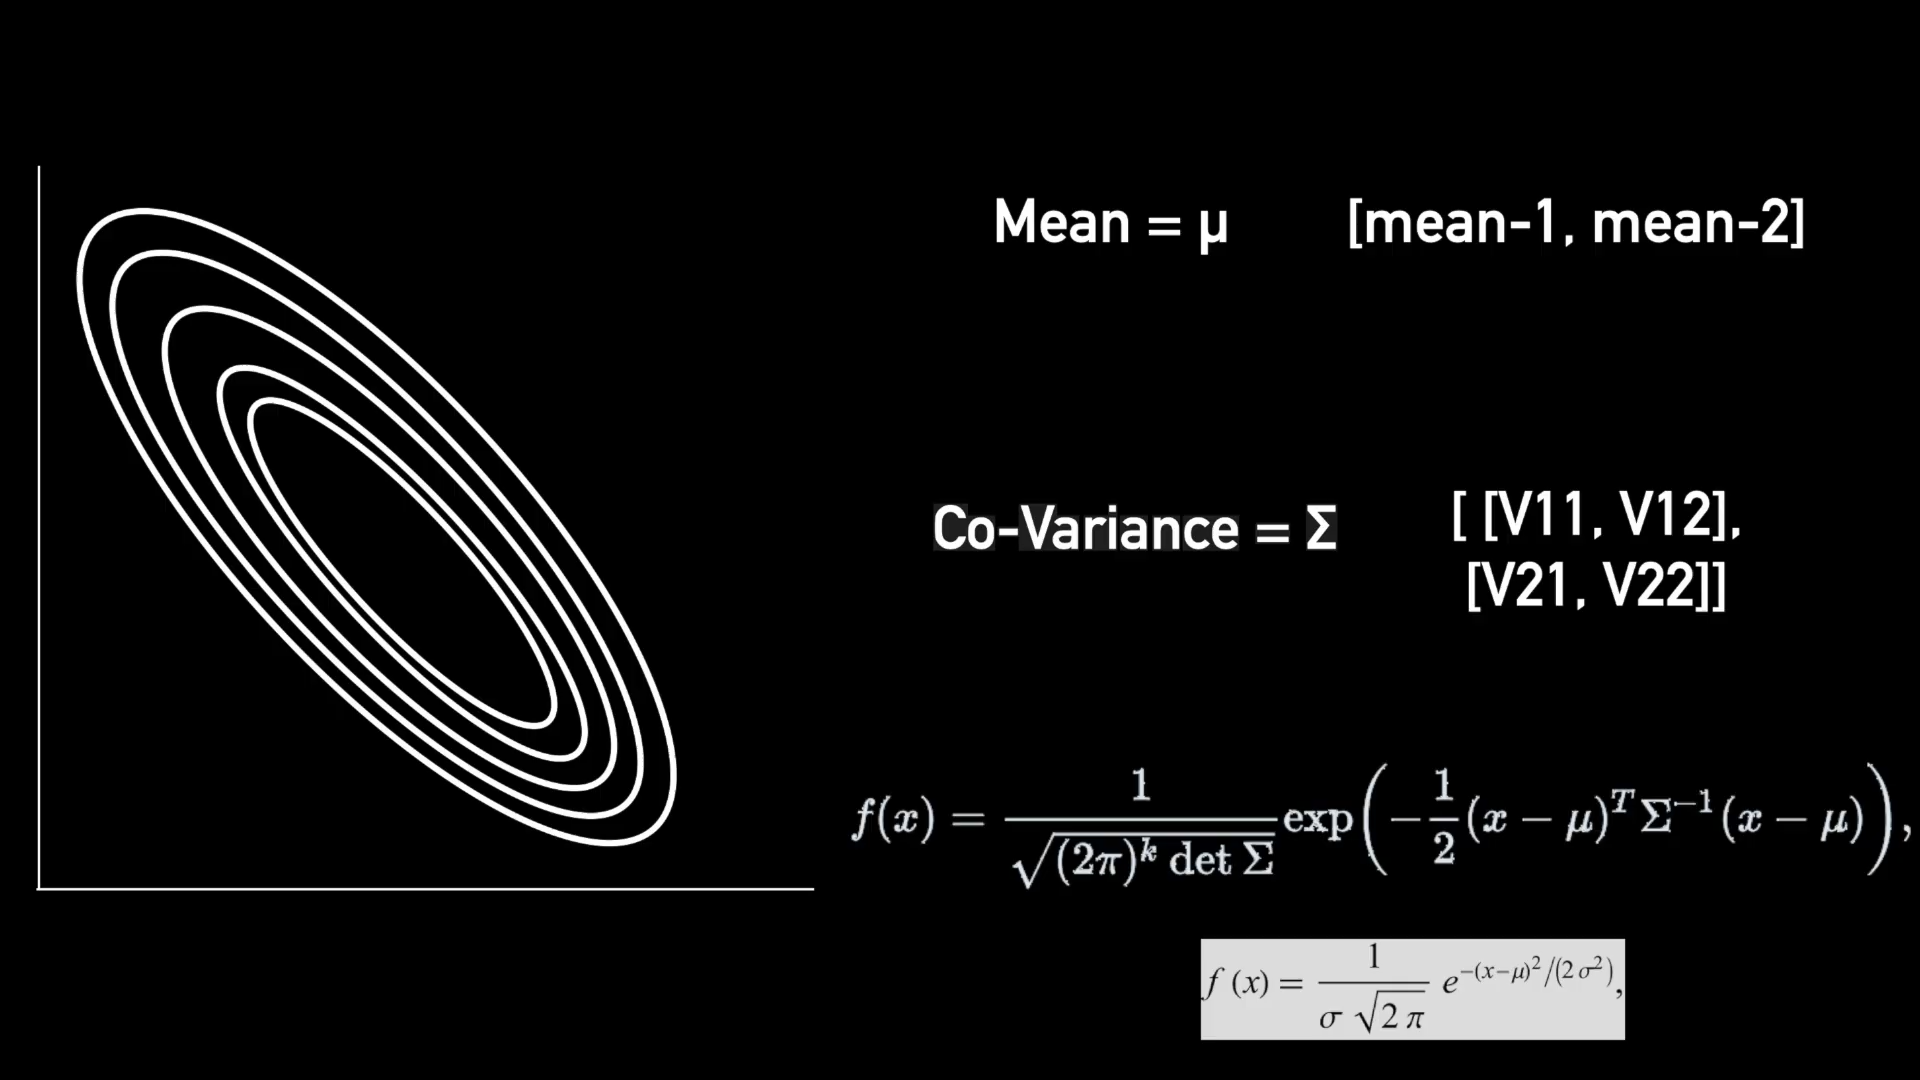 Mean = μ [mean-1, mean-2]
Co-Variance = Σ [ [V11, V12],
[V21, V22]]
f(x) = 1/√((2π)^k det Σ) exp(−1/2 (x − μ)^T Σ^−1 (x − μ)),
f (x) = 1/(σ √(2 π)) e^−(x−μ)^2/(2 σ^2),